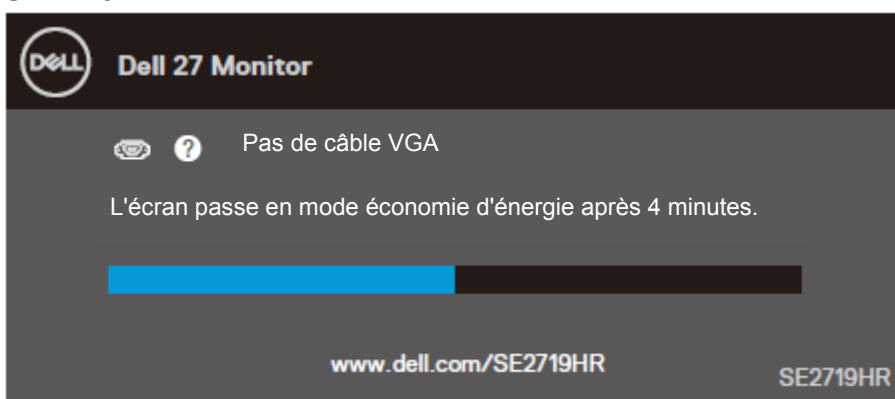 DELL Dell 27 Monitor
? Pas de câble VGA
L'écran passe en mode économie d'énergie après 4 minutes.
www.dell.com/SE2719HR
SE2719HR